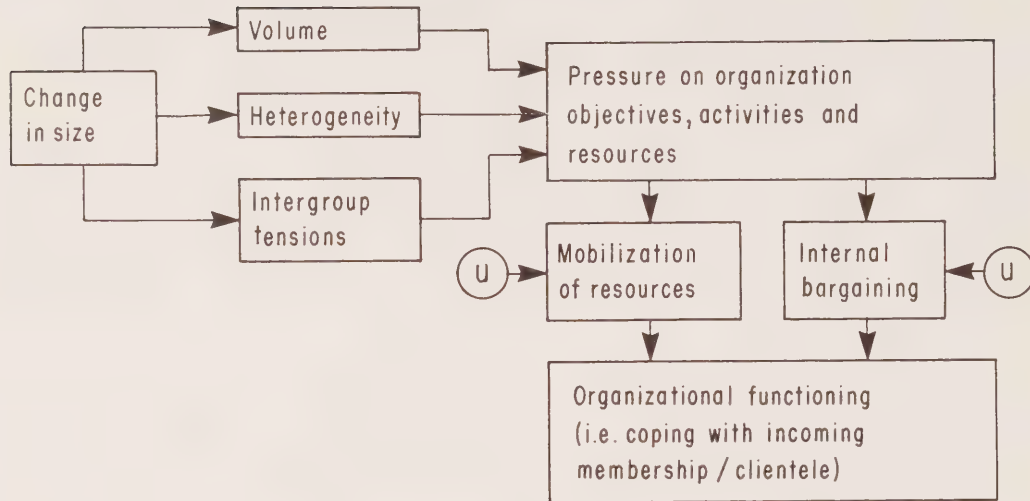 Volume
Change
in size
Heterogeneity
Intergroup
tensions
Pressure on organization
objectives, activities and
resources
u
Mobilization
of resources
Internal
bargaining
u
Organizational functioning
(i.e. coping with incoming
membership / clientele)